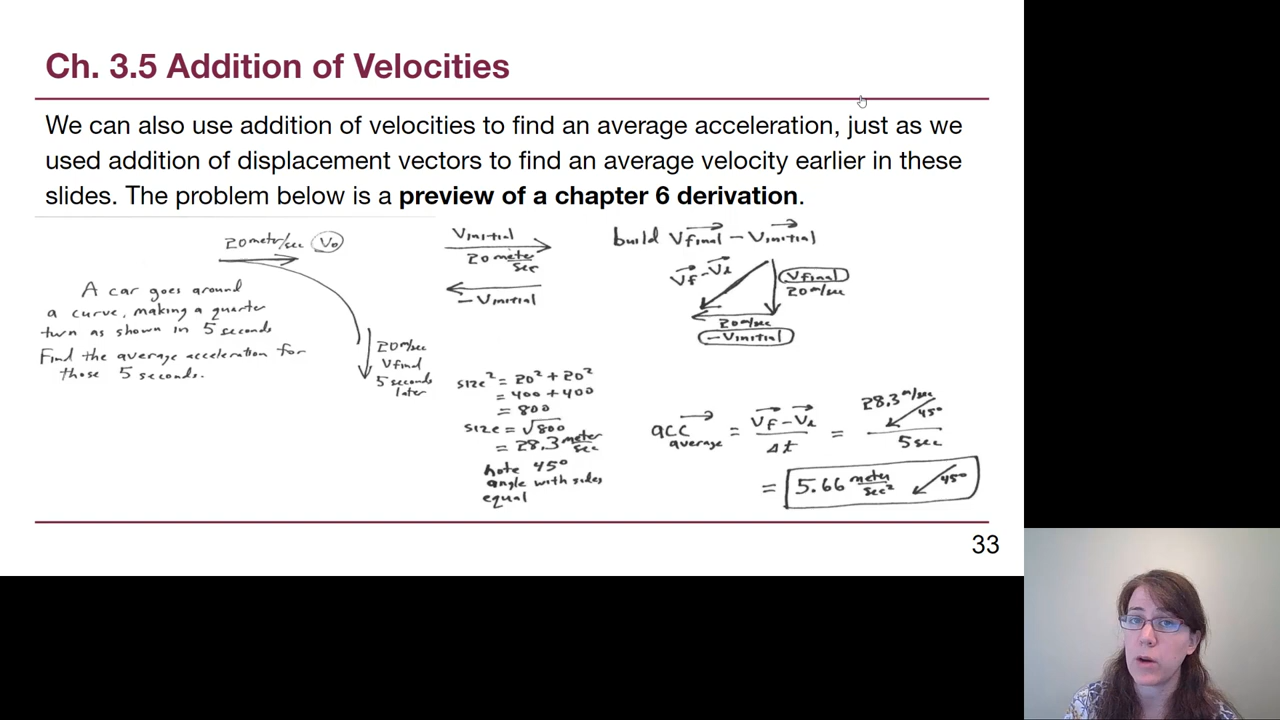 Ch. 3.5 Addition of Velocities
We can also use addition of velocities to find an average acceleration, just as we
used addition of displacement vectors to find an average velocity earlier in these
slides. The problem below is a preview of a chapter 6 derivation.
20 meter/sec V₀
A car goes around
a curve, making a quarter
turn as shown in 5 seconds
Find the average acceleration for
those 5 seconds.
20 m/sec
Vfinal
5 seconds
later
Vinitial
20 meter/sec
-Vinitial
size² = 20² + 20²
= 400 + 400
= 800
size = √800
= 28.3 meter/sec
note 45°
angle with sides
equal
build Vfinal - Vinitial
Vf - Vi
Vfinal
20 m/sec
20 m/sec
-Vinitial
acc average = Vf - Vi / Δt = 28.3 m/sec 45° / 5 sec
= 5.66 meter/sec² 45°
33